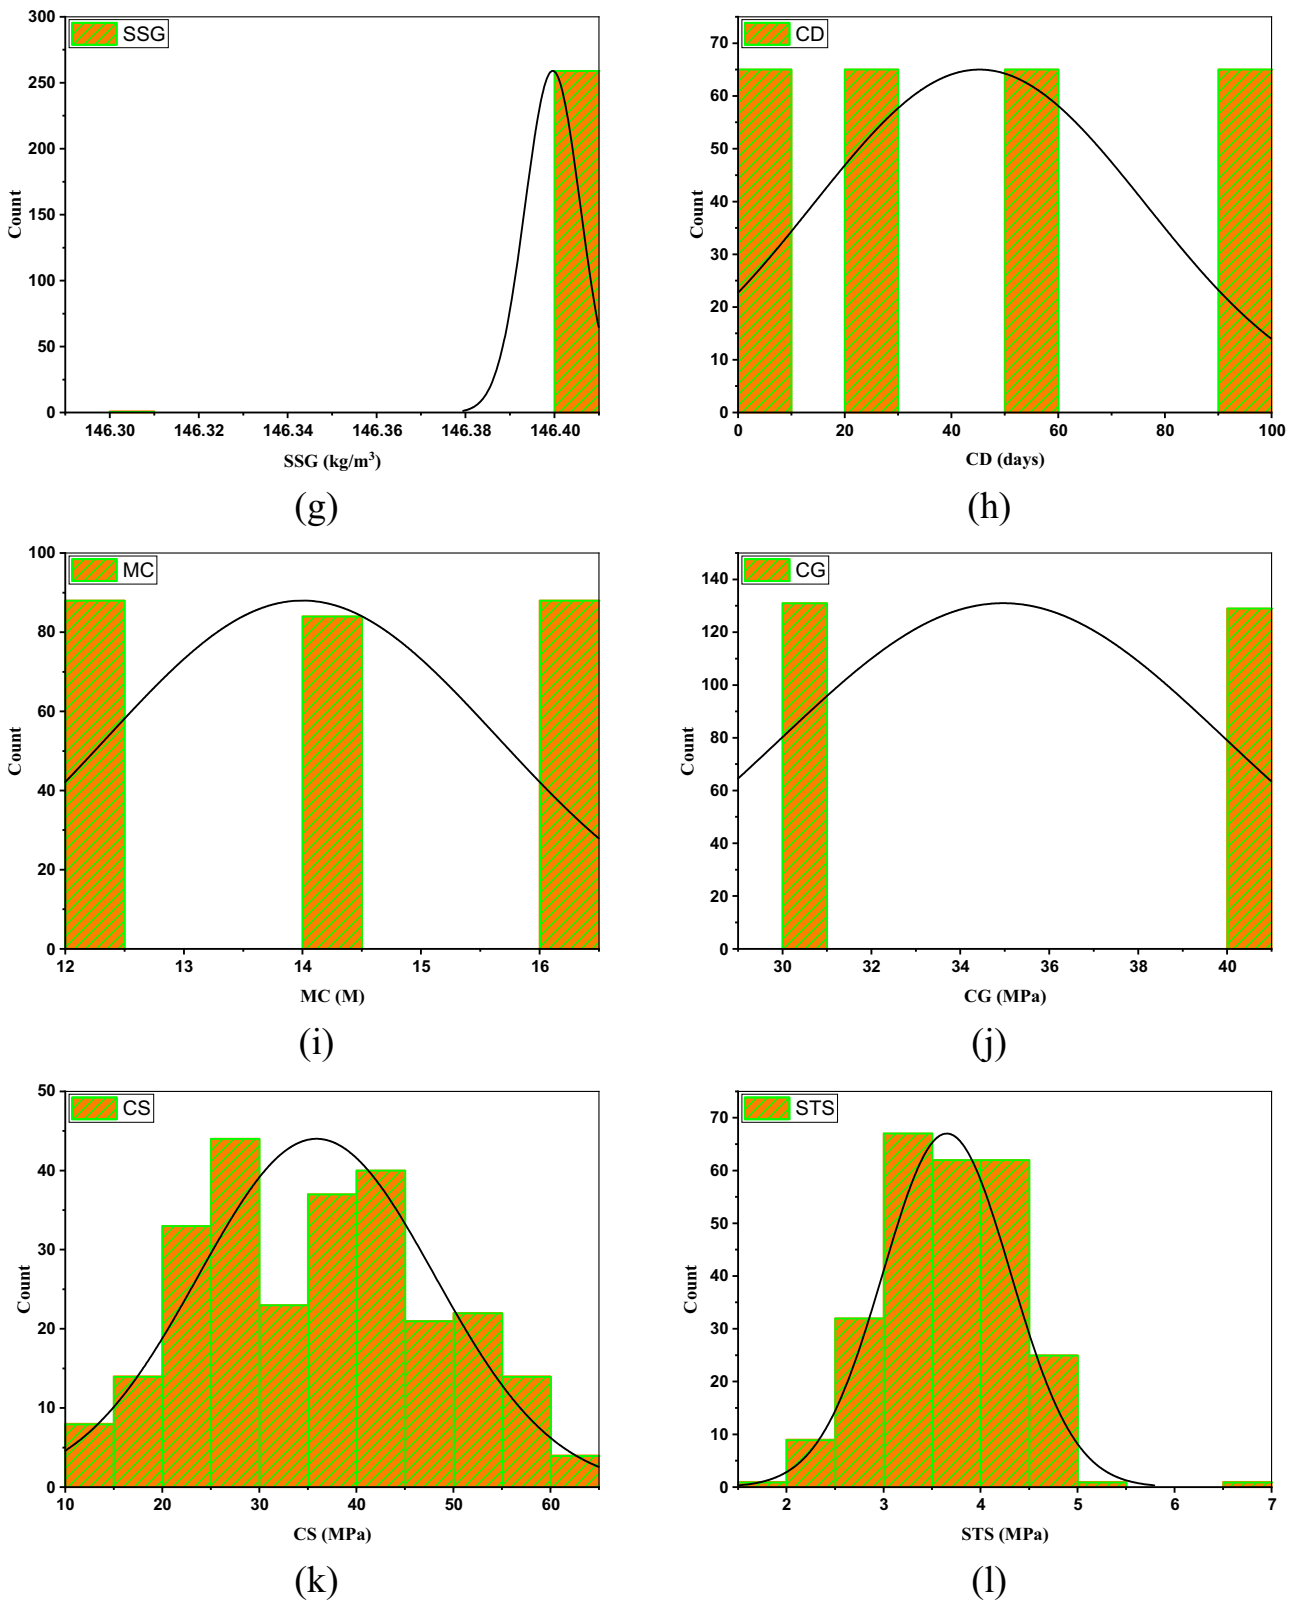 SSG
300
250
200
150
100
50
0
Count
146.30 146.32 146.34 146.36 146.38 146.40
SSG (kg/m³)
(g)
CD
70
60
50
40
30
20
10
0
Count
0 20 40 60 80 100
CD (days)
(h)
MC
100
80
60
40
20
0
Count
12 13 14 15 16
MC (M)
(i)
CG
140
120
100
80
60
40
20
0
Count
30 32 34 36 38 40
CG (MPa)
(j)
CS
50
40
30
20
10
0
Count
10 20 30 40 50 60
CS (MPa)
(k)
STS
70
60
50
40
30
20
10
0
Count
2 3 4 5 6 7
STS (MPa)
(l)